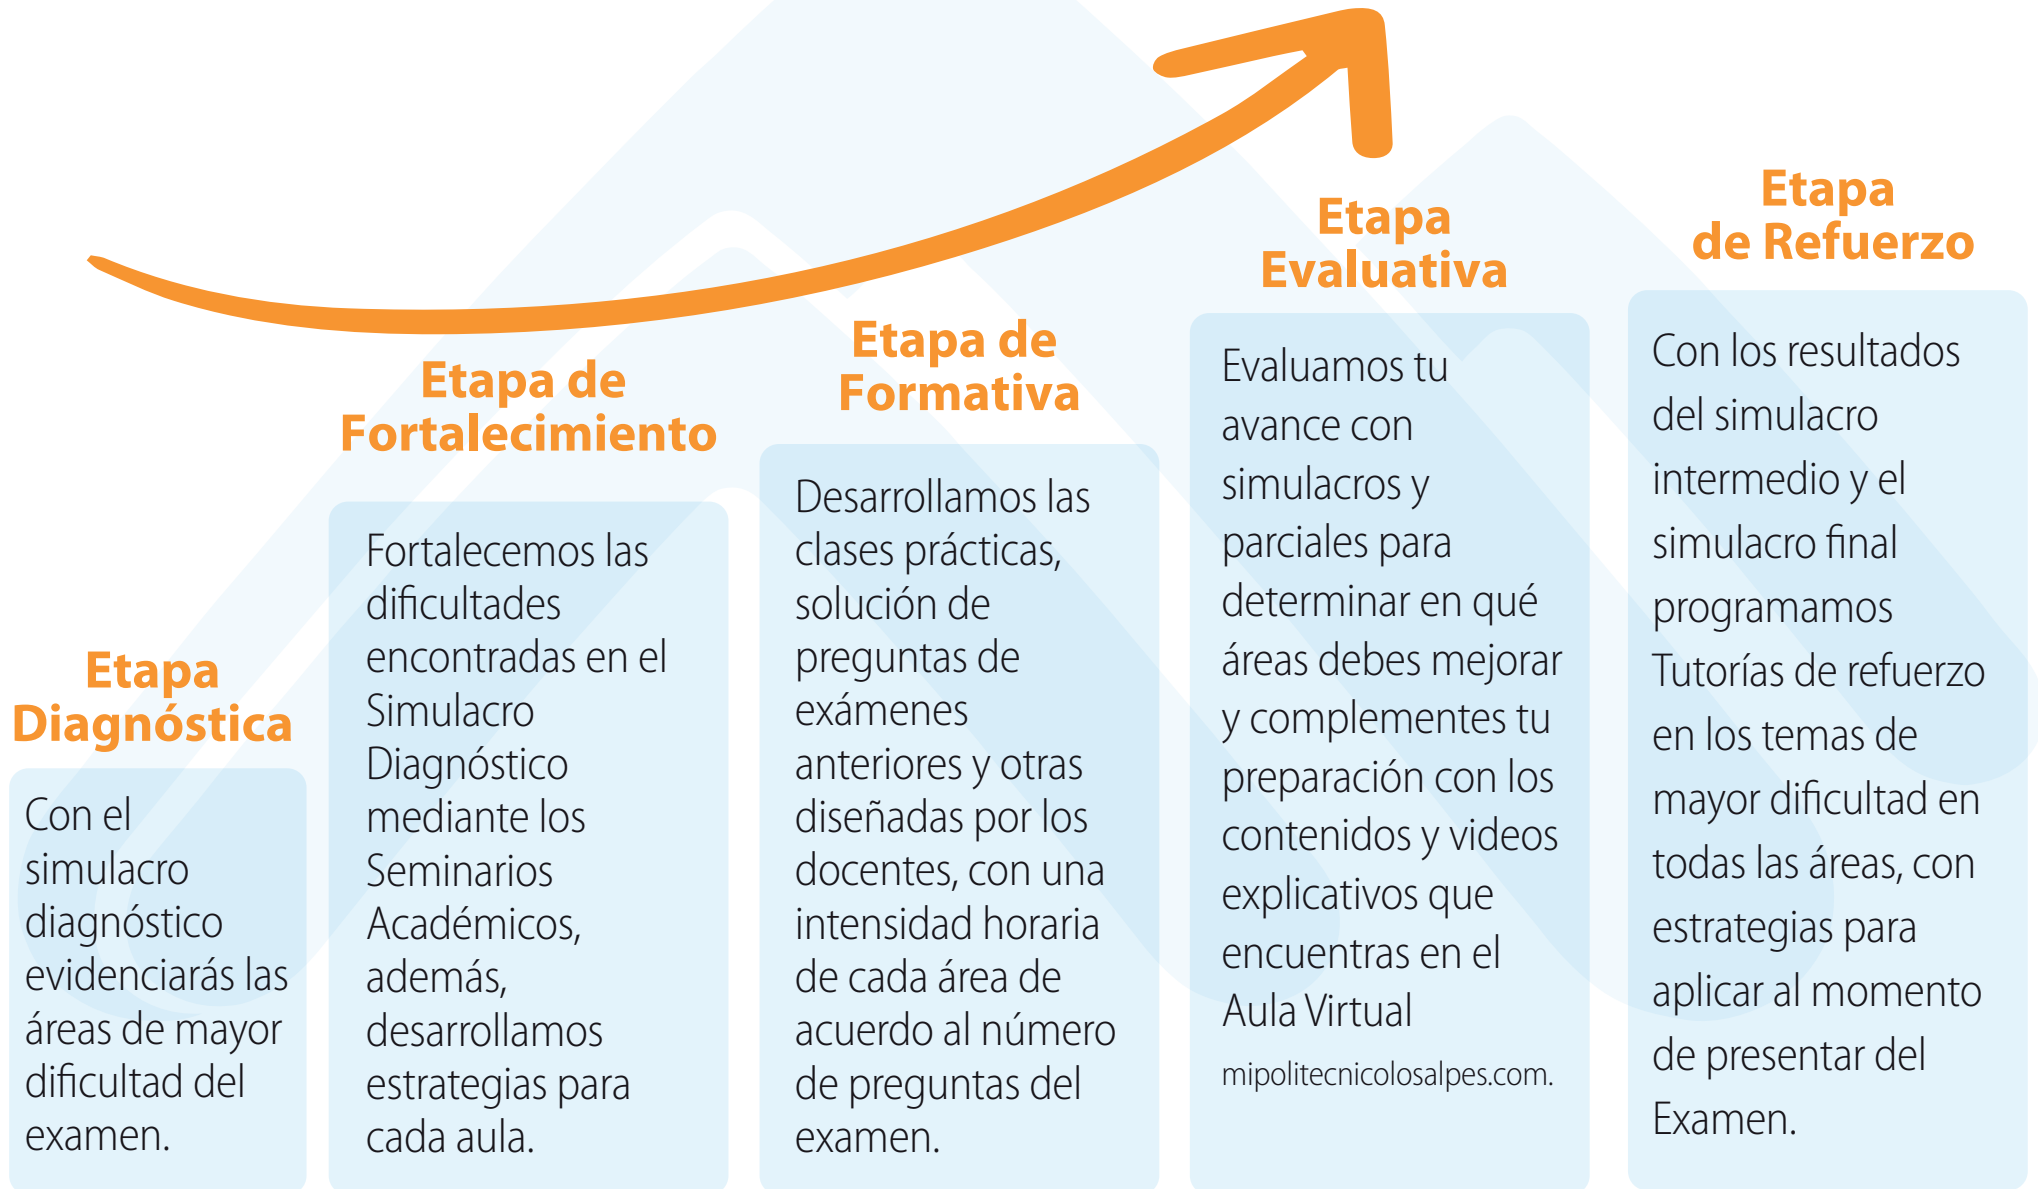 Etapa
Diagnóstica
Con el
simulacro
diagnóstico
evidenciarás las
áreas de mayor
dificultad del
examen.
Etapa de
Fortalecimiento
Fortalecemos las
dificultades
encontradas en el
Simulacro
Diagnóstico
mediante los
Seminarios
Académicos,
además,
desarrollamos
estrategias para
cada aula.
Etapa de
Formativa
Desarrollamos las
clases prácticas,
solución de
preguntas de
exámenes
anteriores y otras
diseñadas por los
docentes, con una
intensidad horaria
de cada área de
acuerdo al número
de preguntas del
examen.
Etapa
Evaluativa
Evaluamos tu
avance con
simulacros y
parciales para
determinar en qué
áreas debes mejorar
y complementes tu
preparación con los
contenidos y videos
explicativos que
encuentras en el
Aula Virtual
mipolitecnicolosalpes.com.
Etapa
de Refuerzo
Con los resultados
del simulacro
intermedio y el
simulacro final
programamos
Tutorías de refuerzo
en los temas de
mayor dificultad en
todas las áreas, con
estrategias para
aplicar al momento
de presentar del
Examen.